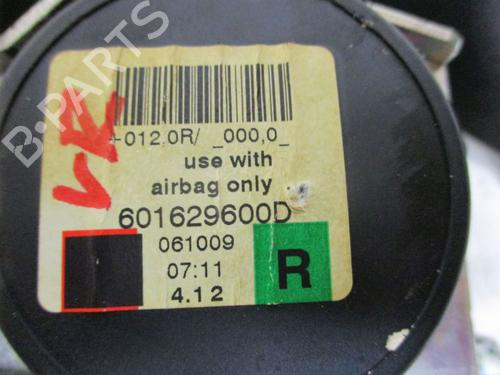 B-PARTS
+012.0R/ _000,0_
use with
airbag only
601629600D
061009
07:11
4.12
R
VR